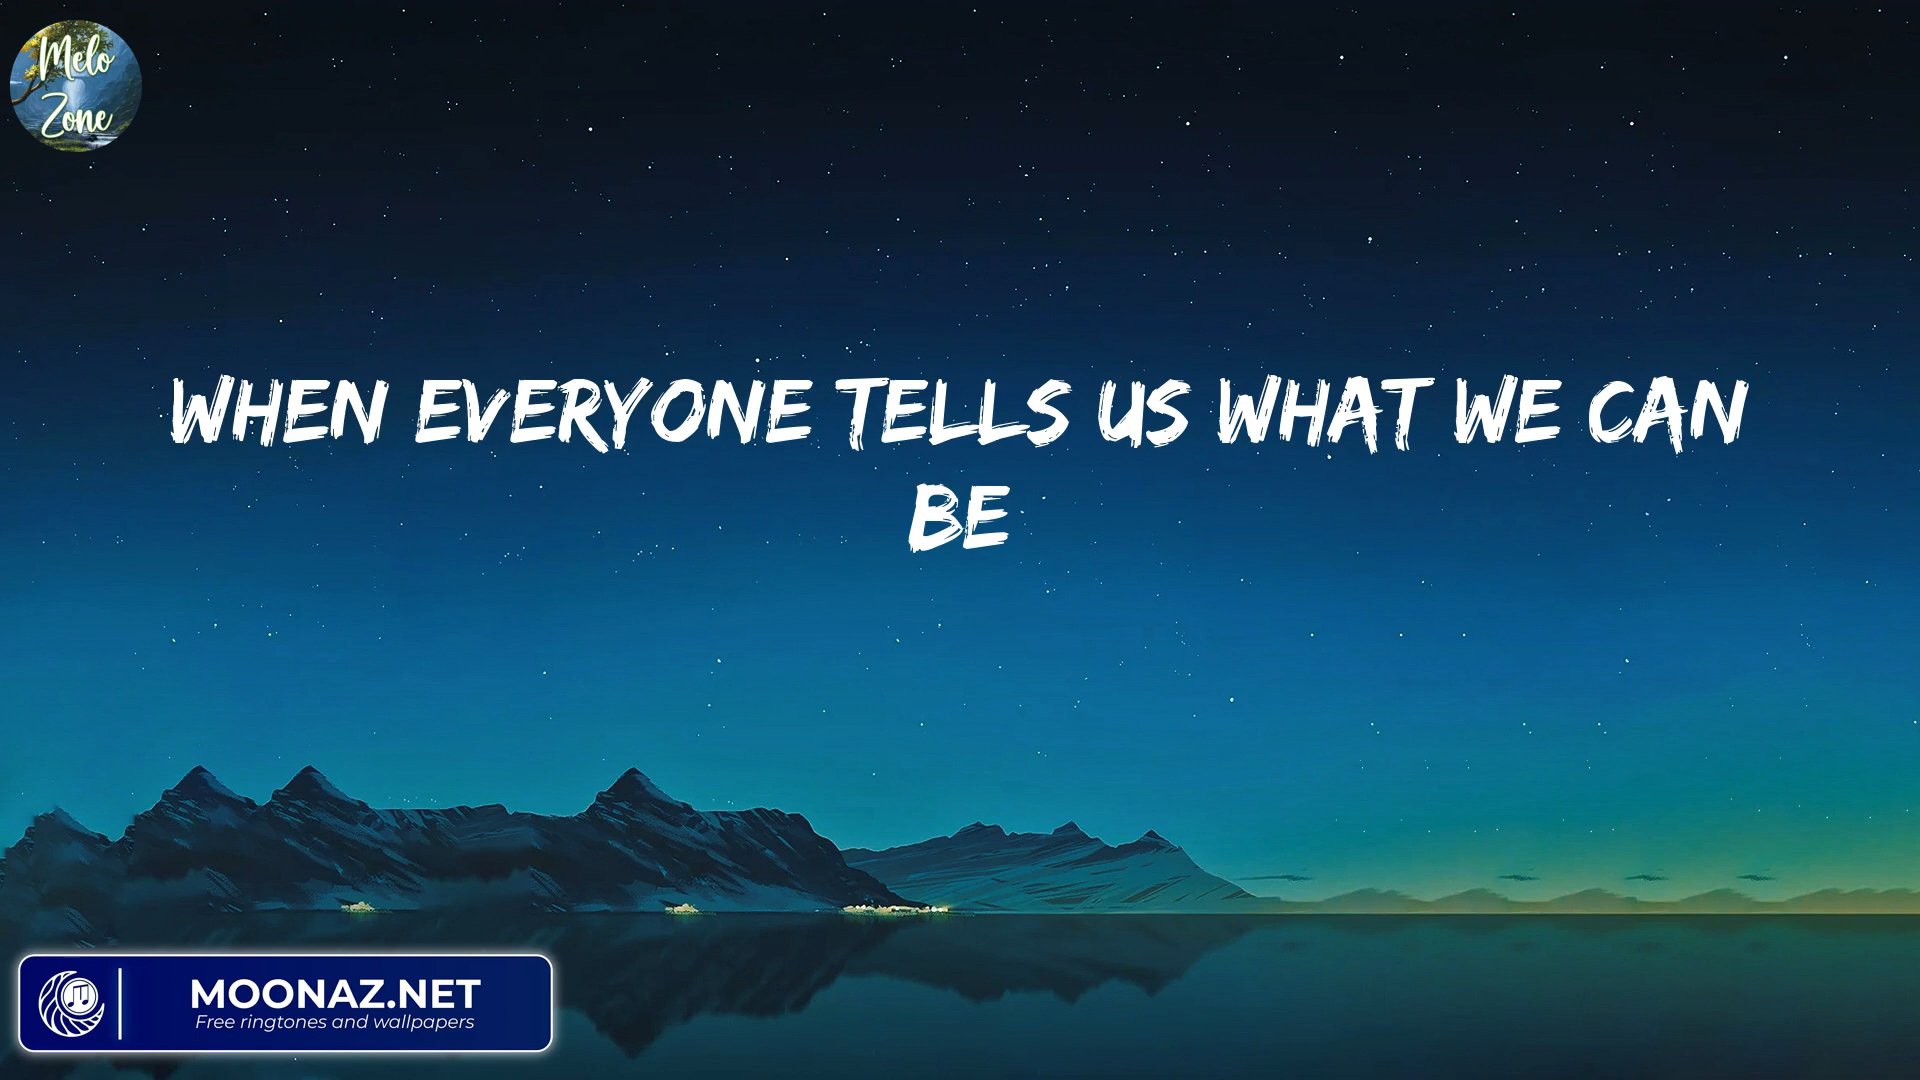 Melo
Zone
WHEN EVERYONE TELLS US WHAT WE CAN
BE
MOONAZ.NET
Free ringtones and wallpapers